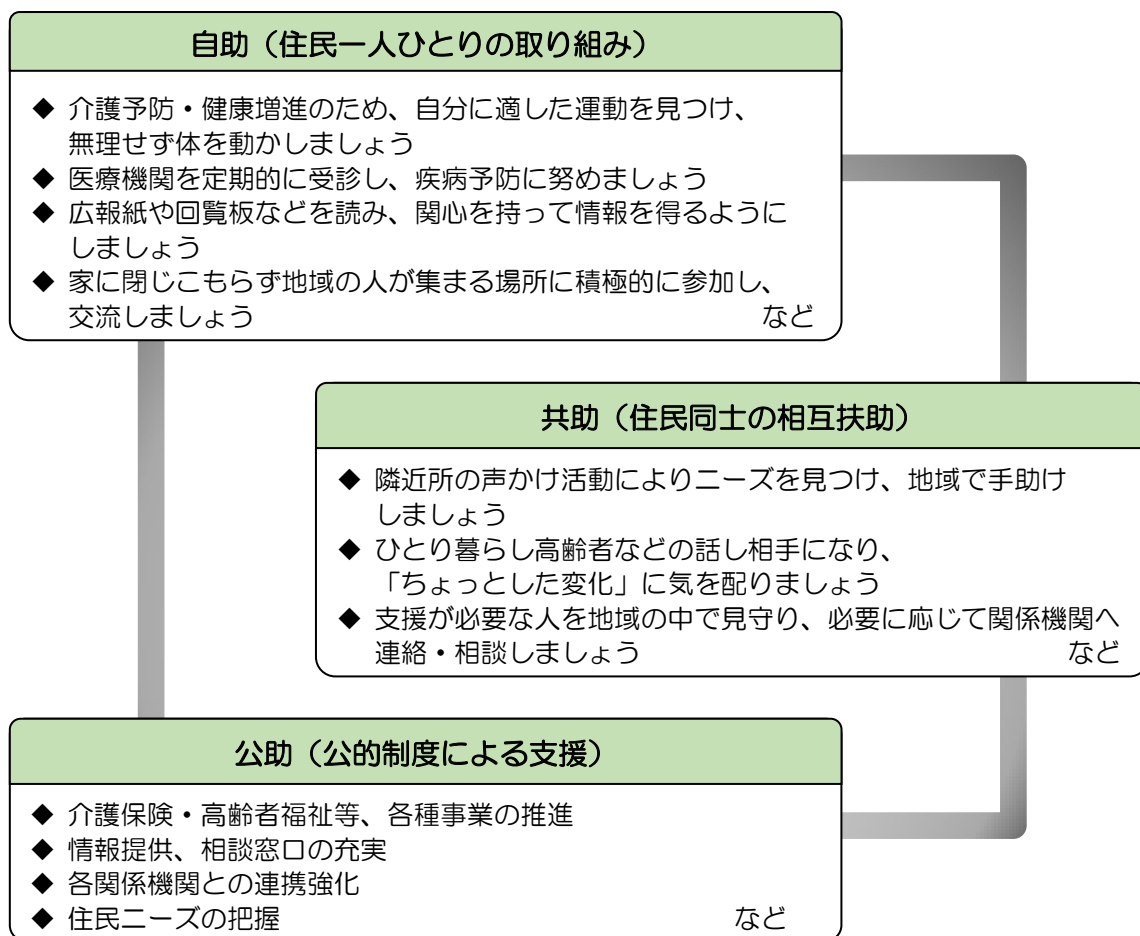 自助（住民一人ひとりの取り組み）
◆ 介護予防・健康増進のため、自分に適した運動を見つけ、
無理せず体を動かしましょう
◆ 医療機関を定期的に受診し、疾病予防に努めましょう
◆ 広報紙や回覧板などを読み、関心を持って情報を得るように
しましょう
◆ 家に閉じこもらず地域の人が集まる場所に積極的に参加し、
交流しましょう など
共助（住民同士の相互扶助）
◆ 隣近所の声かけ活動によりニーズを見つけ、地域で手助け
しましょう
◆ ひとり暮らし高齢者などの話し相手になり、
「ちょっとした変化」に気を配りましょう
◆ 支援が必要な人を地域の中で見守り、必要に応じて関係機関へ
連絡・相談しましょう など
公助（公的制度による支援）
◆ 介護保険・高齢者福祉等、各種事業の推進
◆ 情報提供、相談窓口の充実
◆ 各関係機関との連携強化
◆ 住民ニーズの把握 など